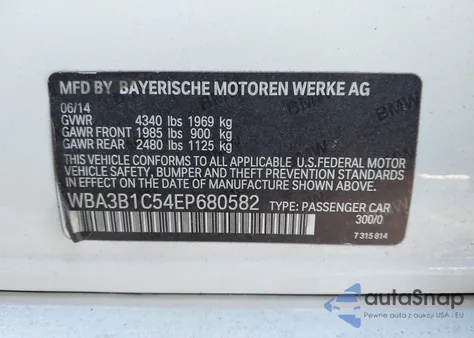 MFD BY BAYERISCHE MOTOREN WERKE AG
06/14
GVWR 4340 lbs 1969 kg
GAWR FRONT 1985 lbs 900 kg
GAWR REAR 2480 lbs 1125 kg
THIS VEHICLE CONFORMS TO ALL APPLICABLE U.S.FEDERAL MOTOR
VEHICLE SAFETY, BUMPER AND THEFT PREVENTION STANDARDS
IN EFFECT ON THE DATE OF MANUFACTURE SHOWN ABOVE.
WBA3B1C54EP680582 TYPE: PASSENGER CAR
300/0
7 315 814
autoSnap
Pewne auta z aukcji USA i EU